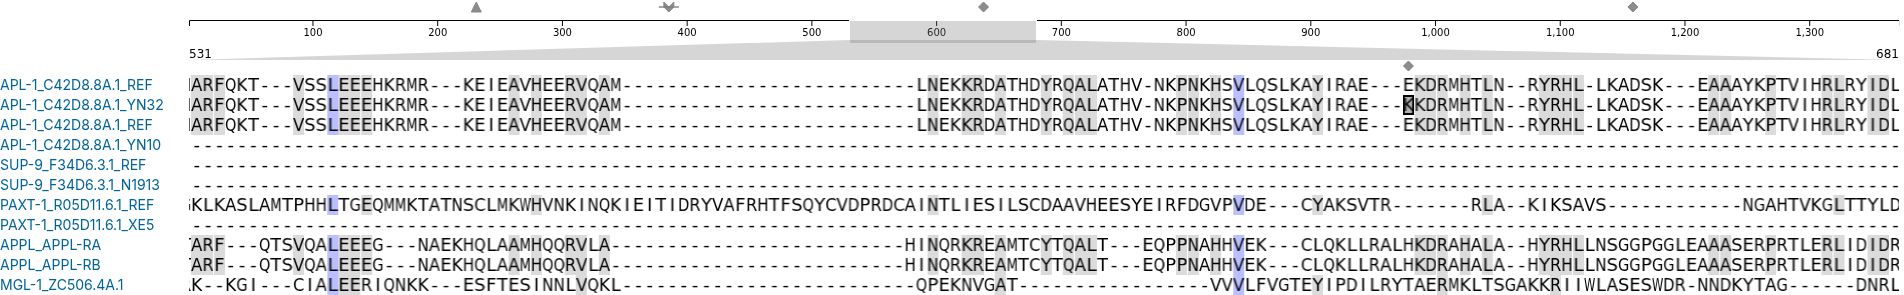 100 200 300 400 500 600 700 800 900 1,000 1,100 1,200 1,300
531 681
APL-1_C42D8.8A.1_REF ARFQKT---VSSLEEEHKRMR---KEIEAVHEERVQAM--------------------------LNEKKRDATHDYRQALATHV-NKPNKHSVLQSLKAYIRAE---EKDRMHTLN--RYRHL-LKADSK---EAAAYKPTVIHRLRYIDL
APL-1_C42D8.8A.1_YN32 ARFQKT---VSSLEEEHKRMR---KEIEAVHEERVQAM--------------------------LNEKKRDATHDYRQALATHV-NKPNKHSVLQSLKAYIRAE---KKDRMHTLN--RYRHL-LKADSK---EAAAYKPTVIHRLRYIDL
APL-1_C42D8.8A.1_REF ARFQKT---VSSLEEEHKRMR---KEIEAVHEERVQAM--------------------------LNEKKRDATHDYRQALATHV-NKPNKHSVLQSLKAYIRAE---EKDRMHTLN--RYRHL-LKADSK---EAAAYKPTVIHRLRYIDL
APL-1_C42D8.8A.1_YN10
SUP-9_F34D6.3.1_REF
SUP-9_F34D6.3.1_N1913
PAXT-1_R05D11.6.1_REF KLKASLAMTPHHLTGEQMMKTATNSCLMKWHVNKINQKIEITIDRYVAFRHTFSQYCVDPRDCAINTLIESILSCDAAVHEESYEIRFDGVPVDE---CYAKSVTR-------RLA--KIKSAVS------------NGAHTVKGLTTYLD
PAXT-1_R05D11.6.1_XE5
APPL_APPL-RA ARF---QTSVQALEEEG---NAEKHQLAAMHQQRVLA--------------------------HINQRKREAMTCYTQALT---EQPPNAHHVEK---CLQKLLRALHKDRAHALA--HYRHLLNSGGPGGLEAAASERPRTLERLIDIDR
APPL_APPL-RB ARF---QTSVQALEEEG---NAEKHQLAAMHQQRVLA--------------------------HINQRKREAMTCYTQALT---EQPPNAHHVEK---CLQKLLRALHKDRAHALA--HYRHLLNSGGPGGLEAAASERPRTLERLIDIDR
MGL-1_ZC506.4A.1 K--KGI---CIALEERIQNKK---ESFTESINNLVQKL--------------------------QPEKNVGAT-----------------VVVLFVGTEYIPDILRYTAERMKLTSGAKKRIIWLASESWDR-NNDKYTAG------DNRL